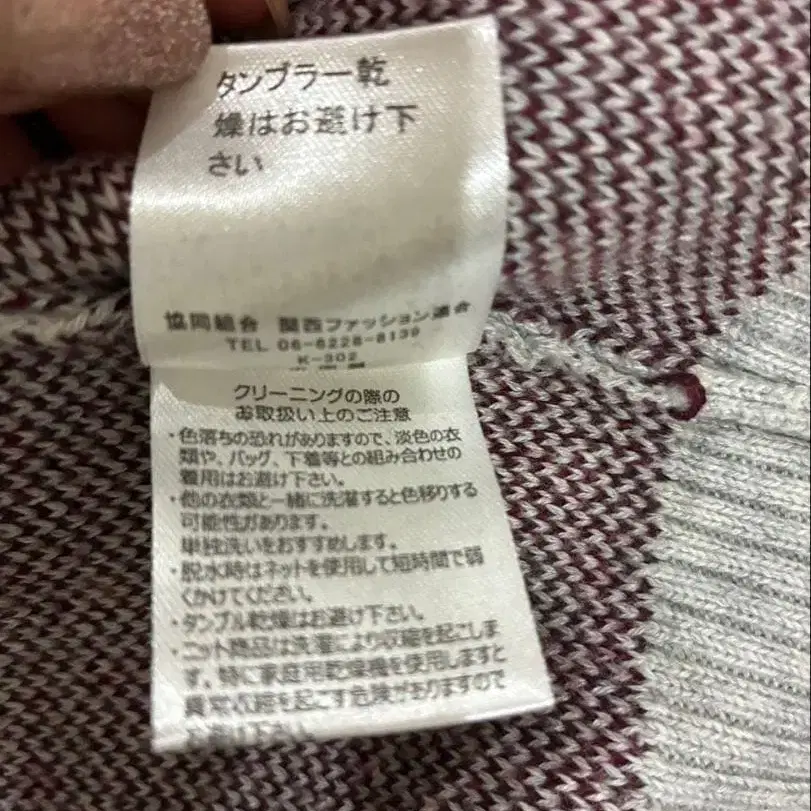 タンブラー乾
燥はお避け下
さい
協同組合 関西ファッション連合
TEL 06-6228-8139
K-302
クリーニングの際の
お取扱い上のご注意
・色落ちの恐れがありますので、淡色の衣
類や、バッグ、下着等との組み合わせの
着用はお避け下さい。
・他の衣類と一緒に洗濯すると色移りする
可能性があります。
単独洗いをおすすめします。
・脱水時はネットを使用して短時間で弱
くかけてください。
・タンブル乾燥はお避け下さい。
・ニット商品は洗濯により収縮を起こしま
す。特に家庭用乾燥機を使用しますと
異常収縮を起こす危険がありますので
お避け下さい。